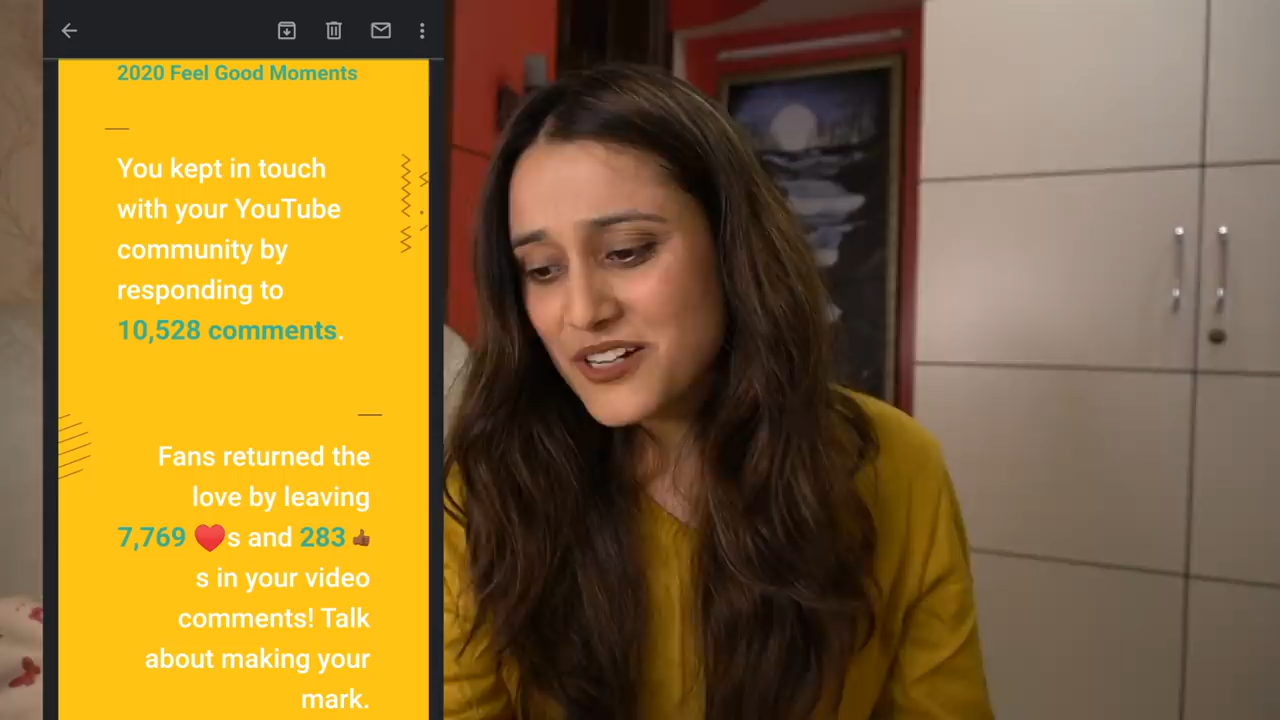 2020 Feel Good Moments
You kept in touch
with your YouTube
community by
responding to
10,528 comments.
Fans returned the
love by leaving
7,769 ❤️s and 283 👍🏾
s in your video
comments! Talk
about making your
mark.